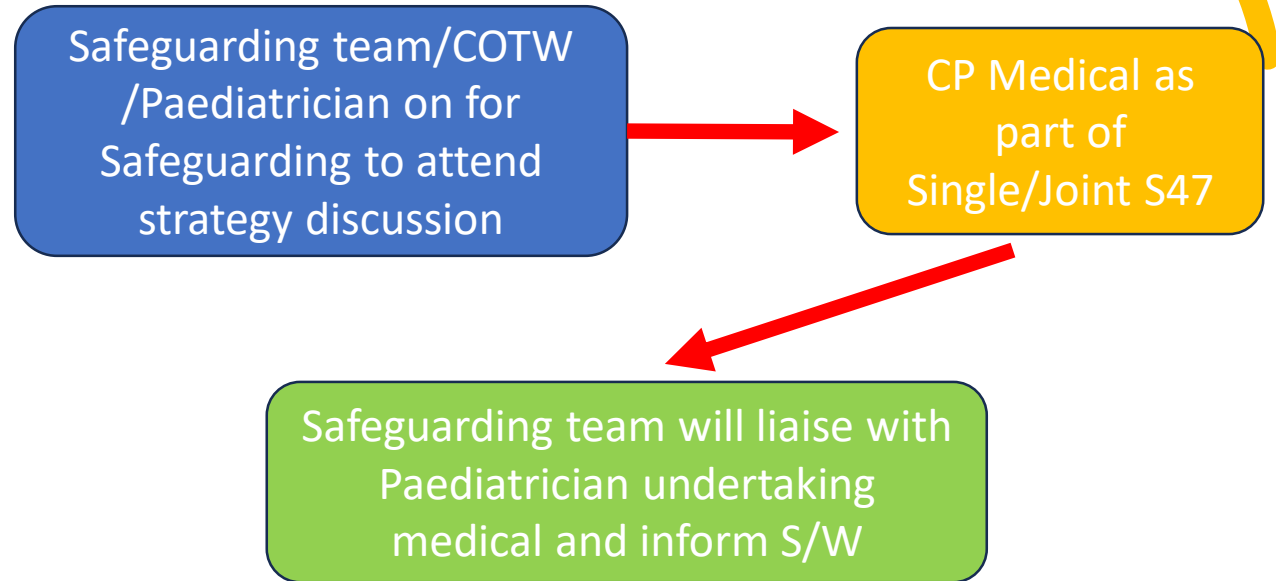 Safeguarding team/COTW
/Paediatrician on for
Safeguarding to attend
strategy discussion
CP Medical as
part of
Single/Joint S47
Safeguarding team will liaise with
Paediatrician undertaking
medical and inform S/W